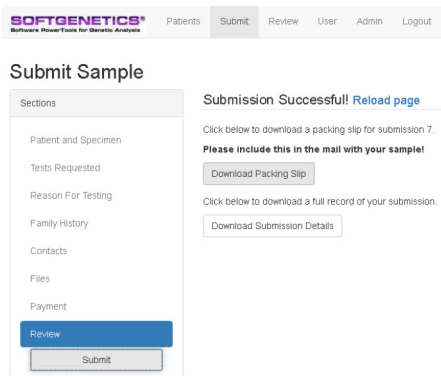 SOFTGENETICS®
Software PowerTools for Genetic Analysis
Patients Submit Review User Admin Logout
Submit Sample
Sections
Patient and Specimen
Tests Requested
Reason For Testing
Family History
Contacts
Files
Payment
Review
Submit
Submission Successful! Reload page
Click below to download a packing slip for submission 7.
Please include this in the mail with your sample!
Download Packing Slip
Click below to download a full record of your submission.
Download Submission Details